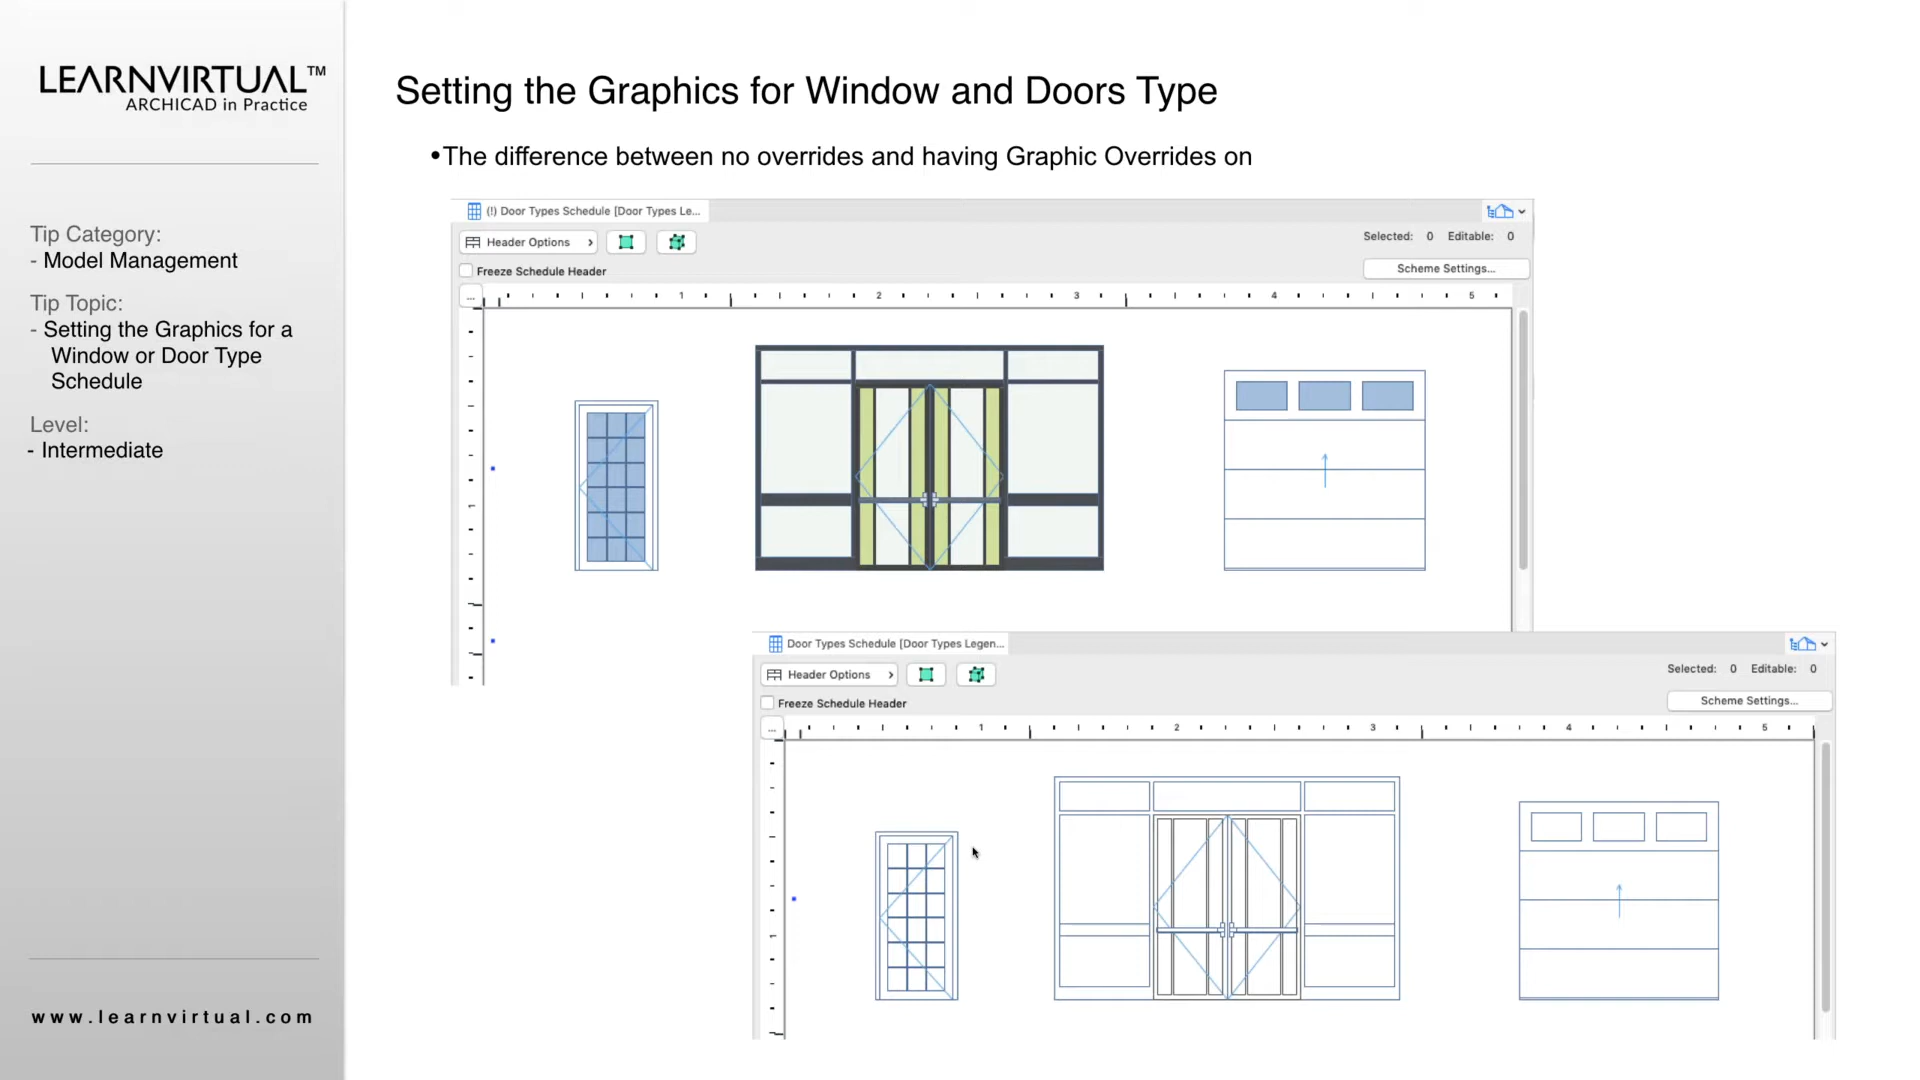 LEARNVIRTUAL™
ARCHICAD in Practice
Tip Category:
- Model Management
Tip Topic:
- Setting the Graphics for a
Window or Door Type
Schedule
Level:
- Intermediate
www.learnvirtual.com
Setting the Graphics for Window and Doors Type
•The difference between no overrides and having Graphic Overrides on
(!) Door Types Schedule [Door Types Le...
Header Options >
Selected: 0 Editable: 0
Freeze Schedule Header
Scheme Settings...
... 1 2 3 4 5
Door Types Schedule [Door Types Legen...
Header Options >
Selected: 0 Editable: 0
Freeze Schedule Header
Scheme Settings...
... 1 2 3 4 5